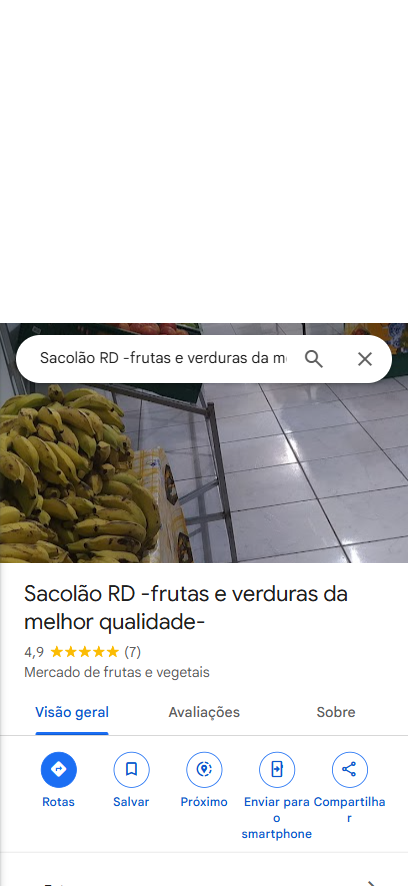 Sacolão RD -frutas e verduras da m
Sacolão RD -frutas e verduras da
melhor qualidade-
4,9 (7)
Mercado de frutas e vegetais
Visão geral Avaliações Sobre
Rotas Salvar Próximo Enviar para o smartphone Compartilhar